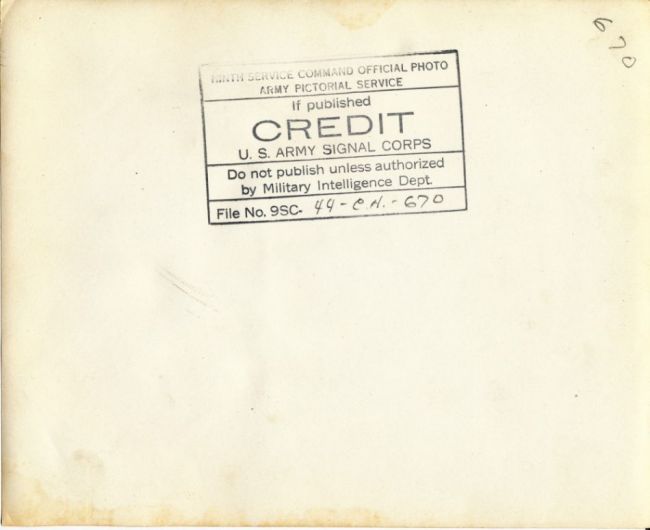 670
NINTH SERVICE COMMAND OFFICIAL PHOTO
ARMY PICTORIAL SERVICE
If published
CREDIT
U. S. ARMY SIGNAL CORPS
Do not publish unless authorized
by Military Intelligence Dept.
File No. 9SC- 44-C.H.-670